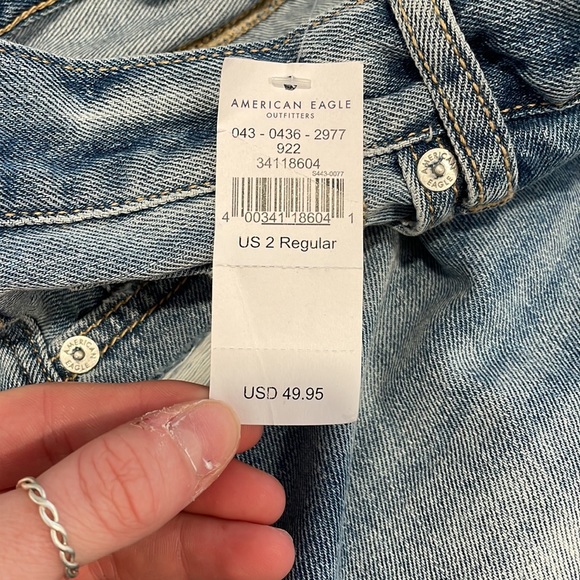 AMERICAN EAGLE
OUTFITTERS
043 - 0436 - 2977
922
34118604
S443-0077
4 00341 18604 1
US 2 Regular
USD 49.95
AMERICAN
EAGLE
AMERICAN
EAGLE